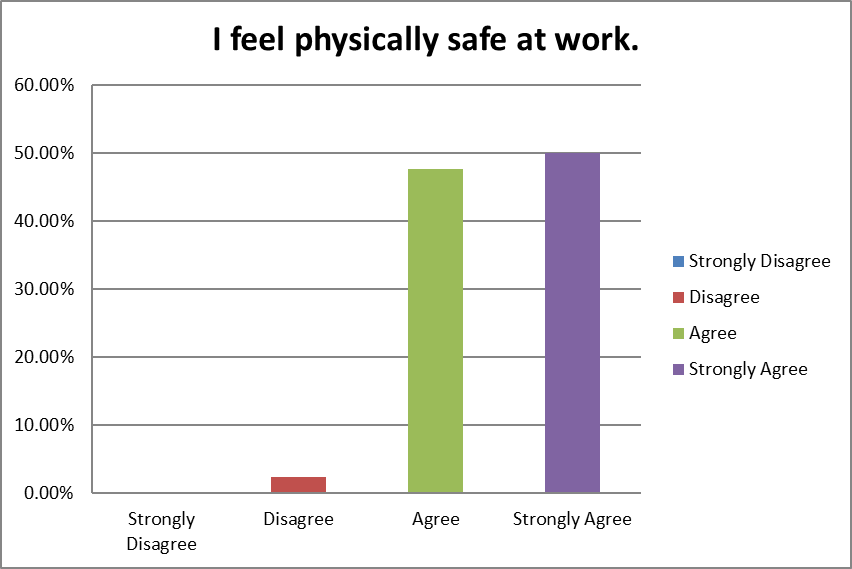 I feel physically safe at work.
60.00%
50.00%
40.00%
30.00%
20.00%
10.00%
0.00%
Strongly
Disagree
Disagree
Agree
Strongly Agree
Strongly Disagree
Disagree
Agree
Strongly Agree